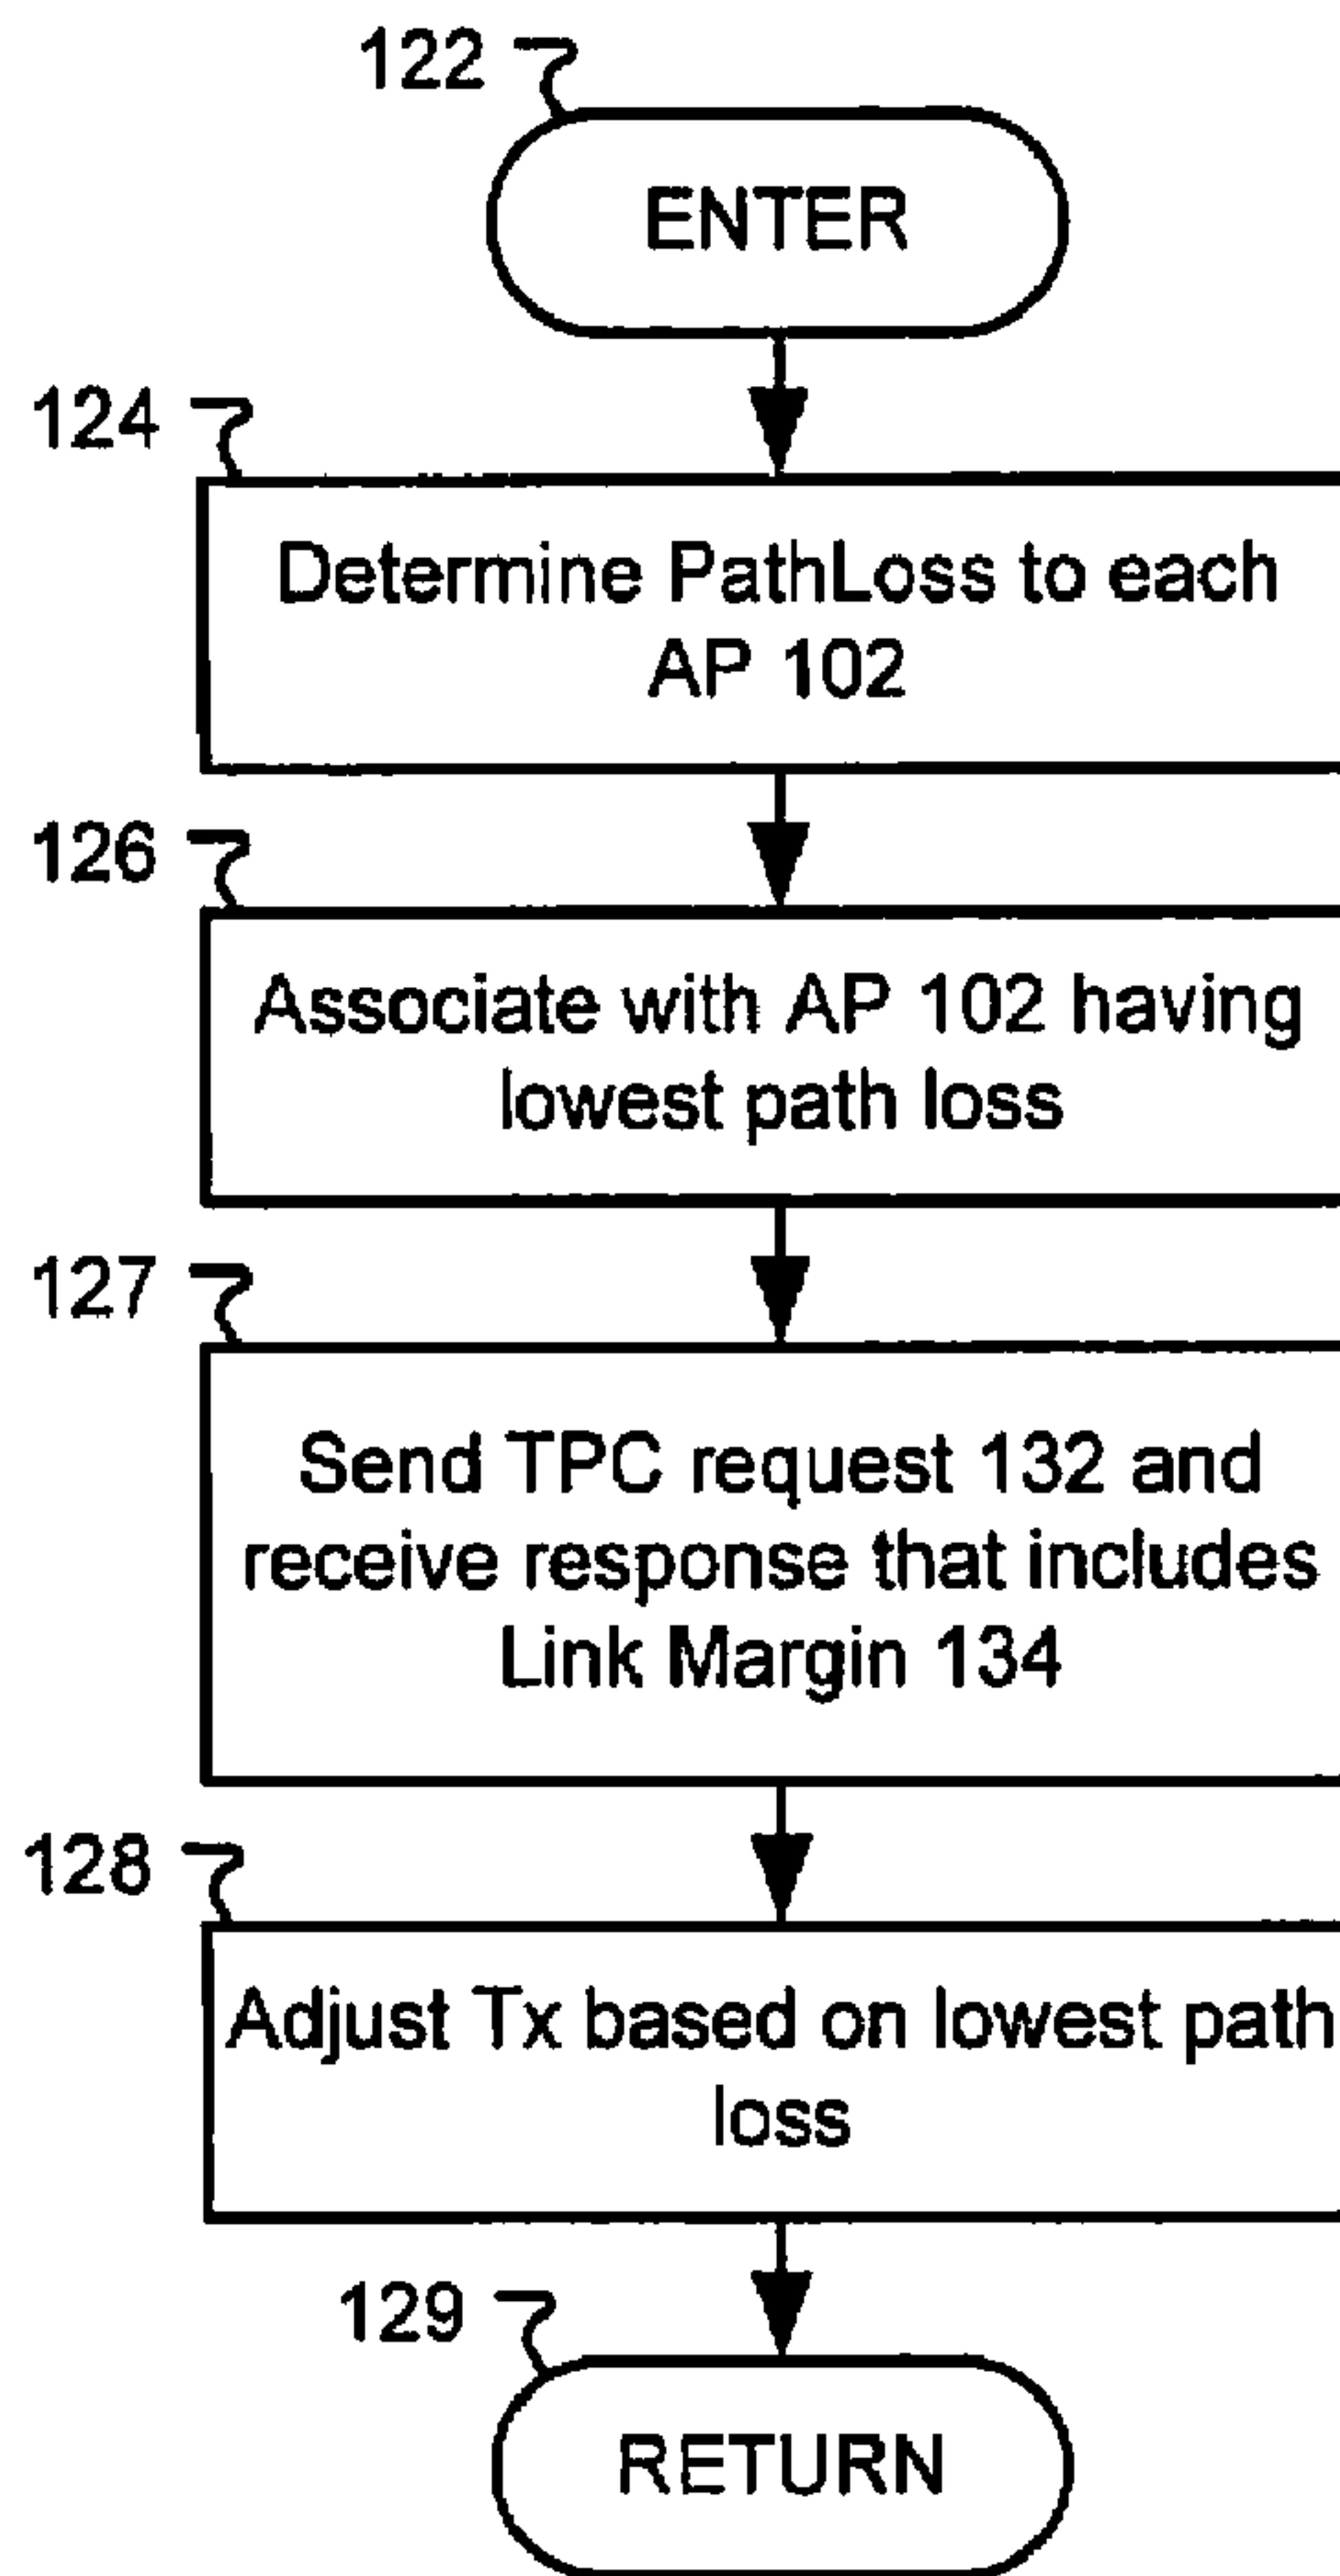 122
ENTER
124
Determine PathLoss to each
AP 102
126
Associate with AP 102 having
lowest path loss
127
Send TPC request 132 and
receive response that includes
Link Margin 134
128
Adjust Tx based on lowest path
loss
129
RETURN